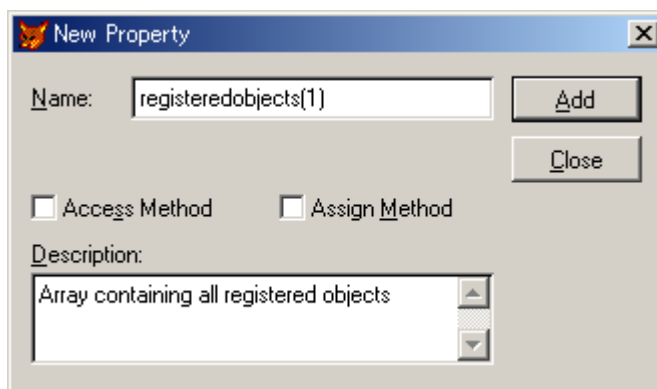 New Property
Name: registeredobjects(1) Add
Close
Access Method Assign Method
Description:
Array containing all registered objects